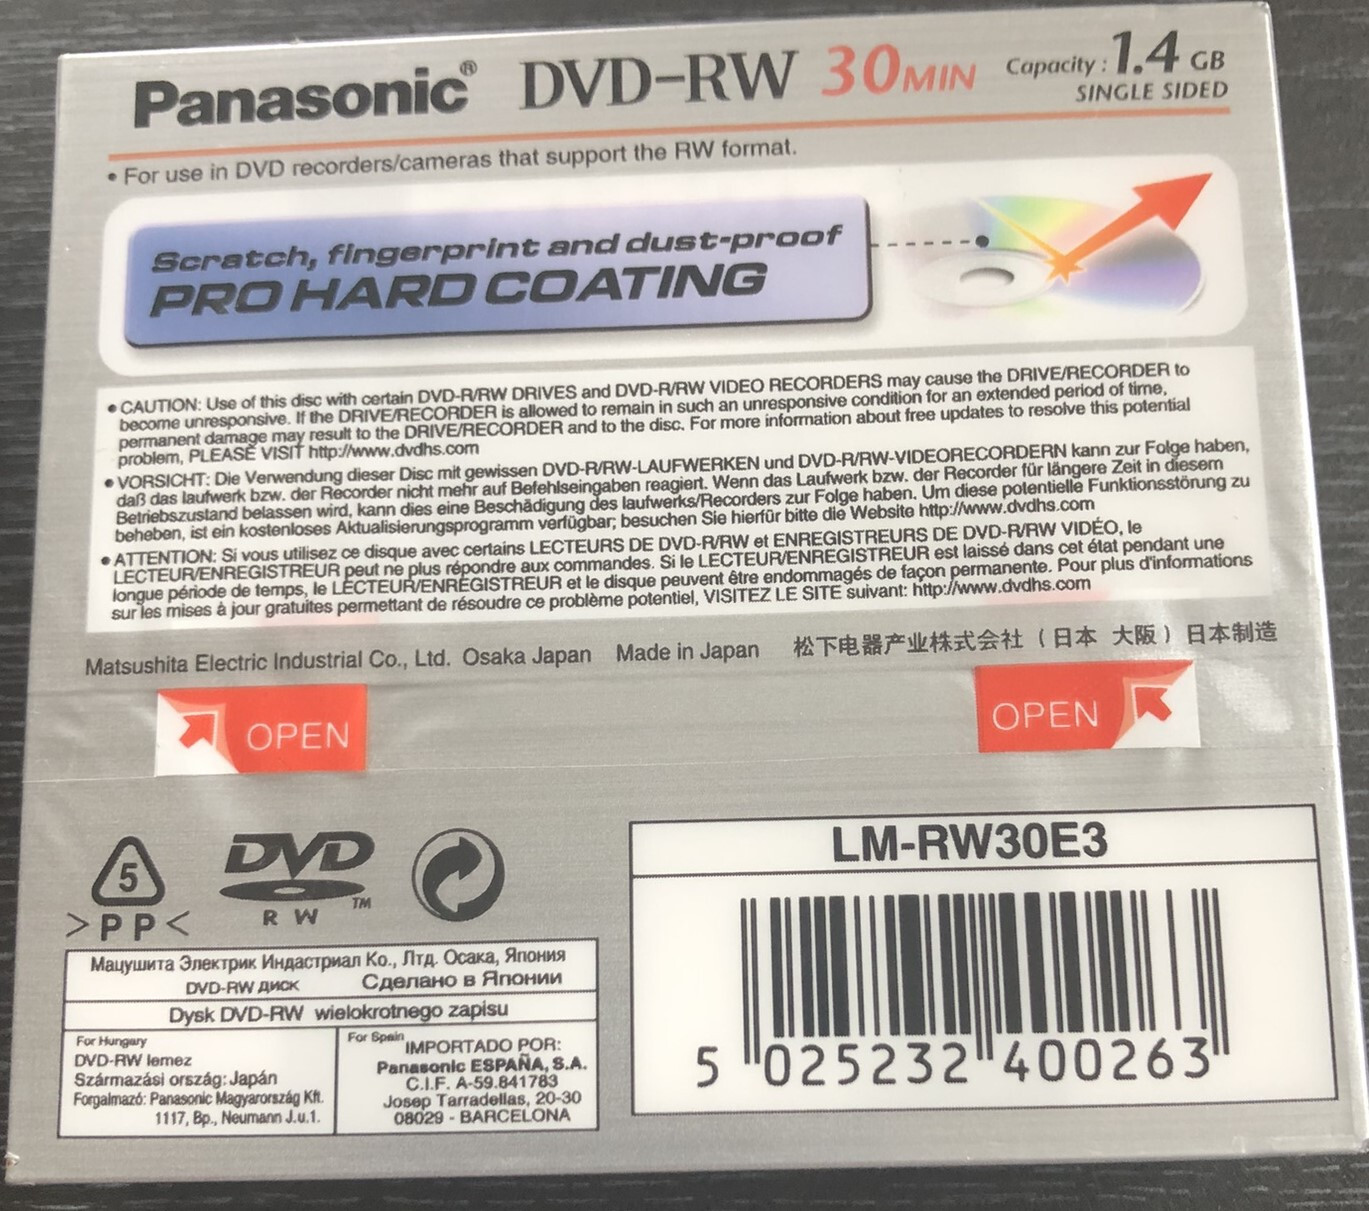 Panasonic® DVD-RW 30MIN Capacity : 1.4 GB
SINGLE SIDED
• For use in DVD recorders/cameras that support the RW format.
Scratch, fingerprint and dust-proof
PRO HARD COATING
• CAUTION: Use of this disc with certain DVD-R/RW DRIVES and DVD-R/RW VIDEO RECORDERS may cause the DRIVE/RECORDER to
become unresponsive. If the DRIVE/RECORDER is allowed to remain in such an unresponsive condition for an extended period of time,
permanent damage may result to the DRIVE/RECORDER and to the disc. For more information about free updates to resolve this potential
problem, PLEASE VISIT http://www.dvdhs.com
• VORSICHT: Die Verwendung dieser Disc mit gewissen DVD-R/RW-LAUFWERKEN und DVD-R/RW-VIDEORECORDERN kann zur Folge haben,
daß das laufwerk bzw. der Recorder nicht mehr auf Befehlseingaben reagiert. Wenn das Laufwerk bzw. der Recorder für längere Zeit in diesem
Betriebszustand belassen wird, kann dies eine Beschädigung des laufwerks/Recorders zur Folge haben. Um diese potentielle Funktionsstörung zu
beheben, ist ein kostenloses Aktualisierungsprogramm verfügbar; besuchen Sie hierfür bitte die Website http://www.dvdhs.com
• ATTENTION: Si vous utilisez ce disque avec certains LECTEURS DE DVD-R/RW et ENREGISTREURS DE DVD-R/RW VIDÉO, le
LECTEUR/ENREGISTREUR peut ne plus répondre aux commandes. Si le LECTEUR/ENREGISTREUR est laissé dans cet état pendant une
longue période de temps, le LECTEUR/ENREGISTREUR et le disque peuvent être endommagés de façon permanente. Pour plus d'informations
sur les mises à jour gratuites permettant de résoudre ce problème potentiel, VISITEZ LE SITE suivant: http://www.dvdhs.com
Matsushita Electric Industrial Co., Ltd. Osaka Japan Made in Japan 松下电器产业株式会社（日本 大阪）日本制造
OPEN
OPEN
5
>PP<
DVD
RW ™
LM-RW30E3
5 025232 400263
Мацушита Электрик Индастриал Ко., Лтд. Осака, Япония
DVD-RW диск Сделано в Японии
Dysk DVD-RW wielokrotnego zapisu
For Hungary
DVD-RW lemez
Származási ország: Japán
Forgalmazó: Panasonic Magyarország Kft.
1117, Bp., Neumann J.u.1.
For Spain
IMPORTADO POR:
Panasonic ESPAÑA, S.A.
C.I.F. A-59.841783
Josep Tarradellas, 20-30
08029 - BARCELONA